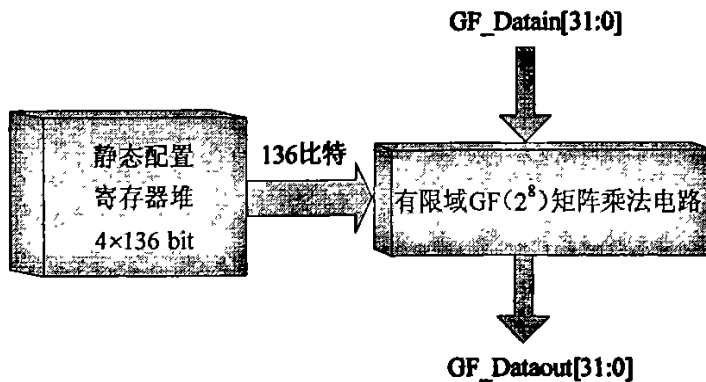 GF_Datain[31:0]
静态配置
寄存器堆
4×136 bit
136比特
有限域GF(2⁸)矩阵乘法电路
GF_Dataout[31:0]